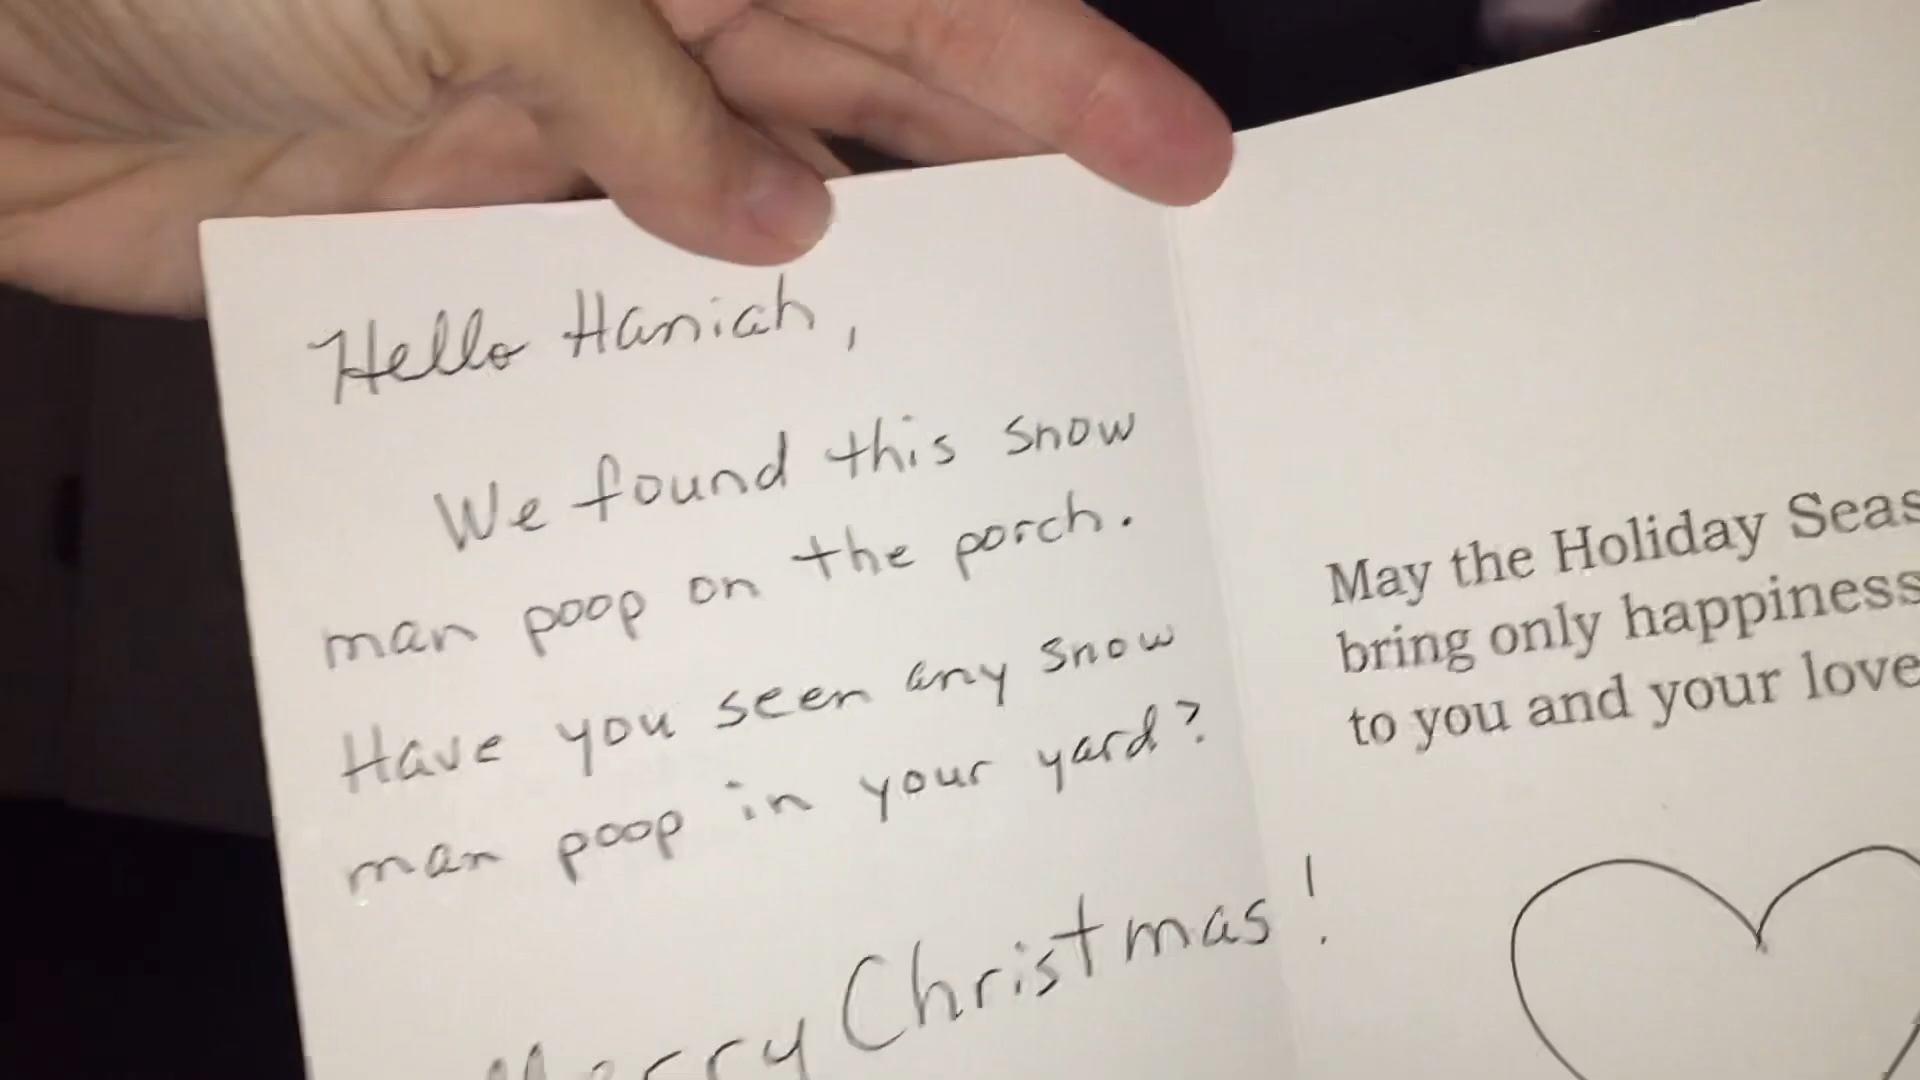 Hello Haniah,
We found this snow
man poop on the porch.
Have you seen any snow
man poop in your yard?
Merry Christmas!
May the Holiday Seas
bring only happiness
to you and your love